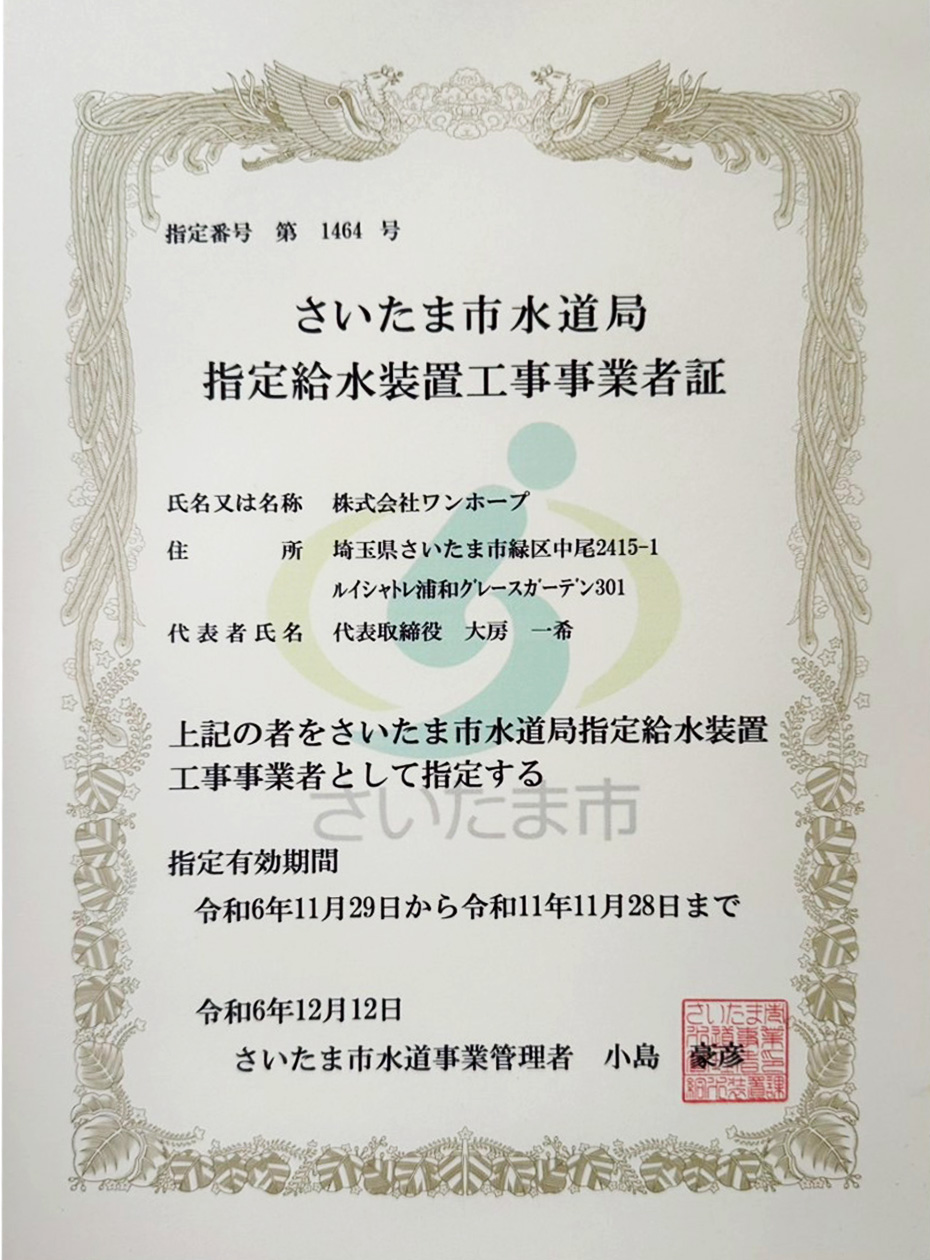 指定番号 第 1464 号
さいたま市水道局
指定給水装置工事事業者証
氏名又は名称 株式会社ワンホープ
住 所 埼玉県さいたま市緑区中尾2415-1
ﾙｲｼｬﾄﾚ浦和ｸﾞﾚｰｽｶﾞｰﾃﾞﾝ301
代表者氏名 代表取締役 大房 一希
上記の者をさいたま市水道局指定給水装置
工事事業者として指定する
さいたま市
指定有効期間
令和6年11月29日から令和11年11月28日まで
令和6年12月12日
さいたま市水道事業管理者 小島 豪彦